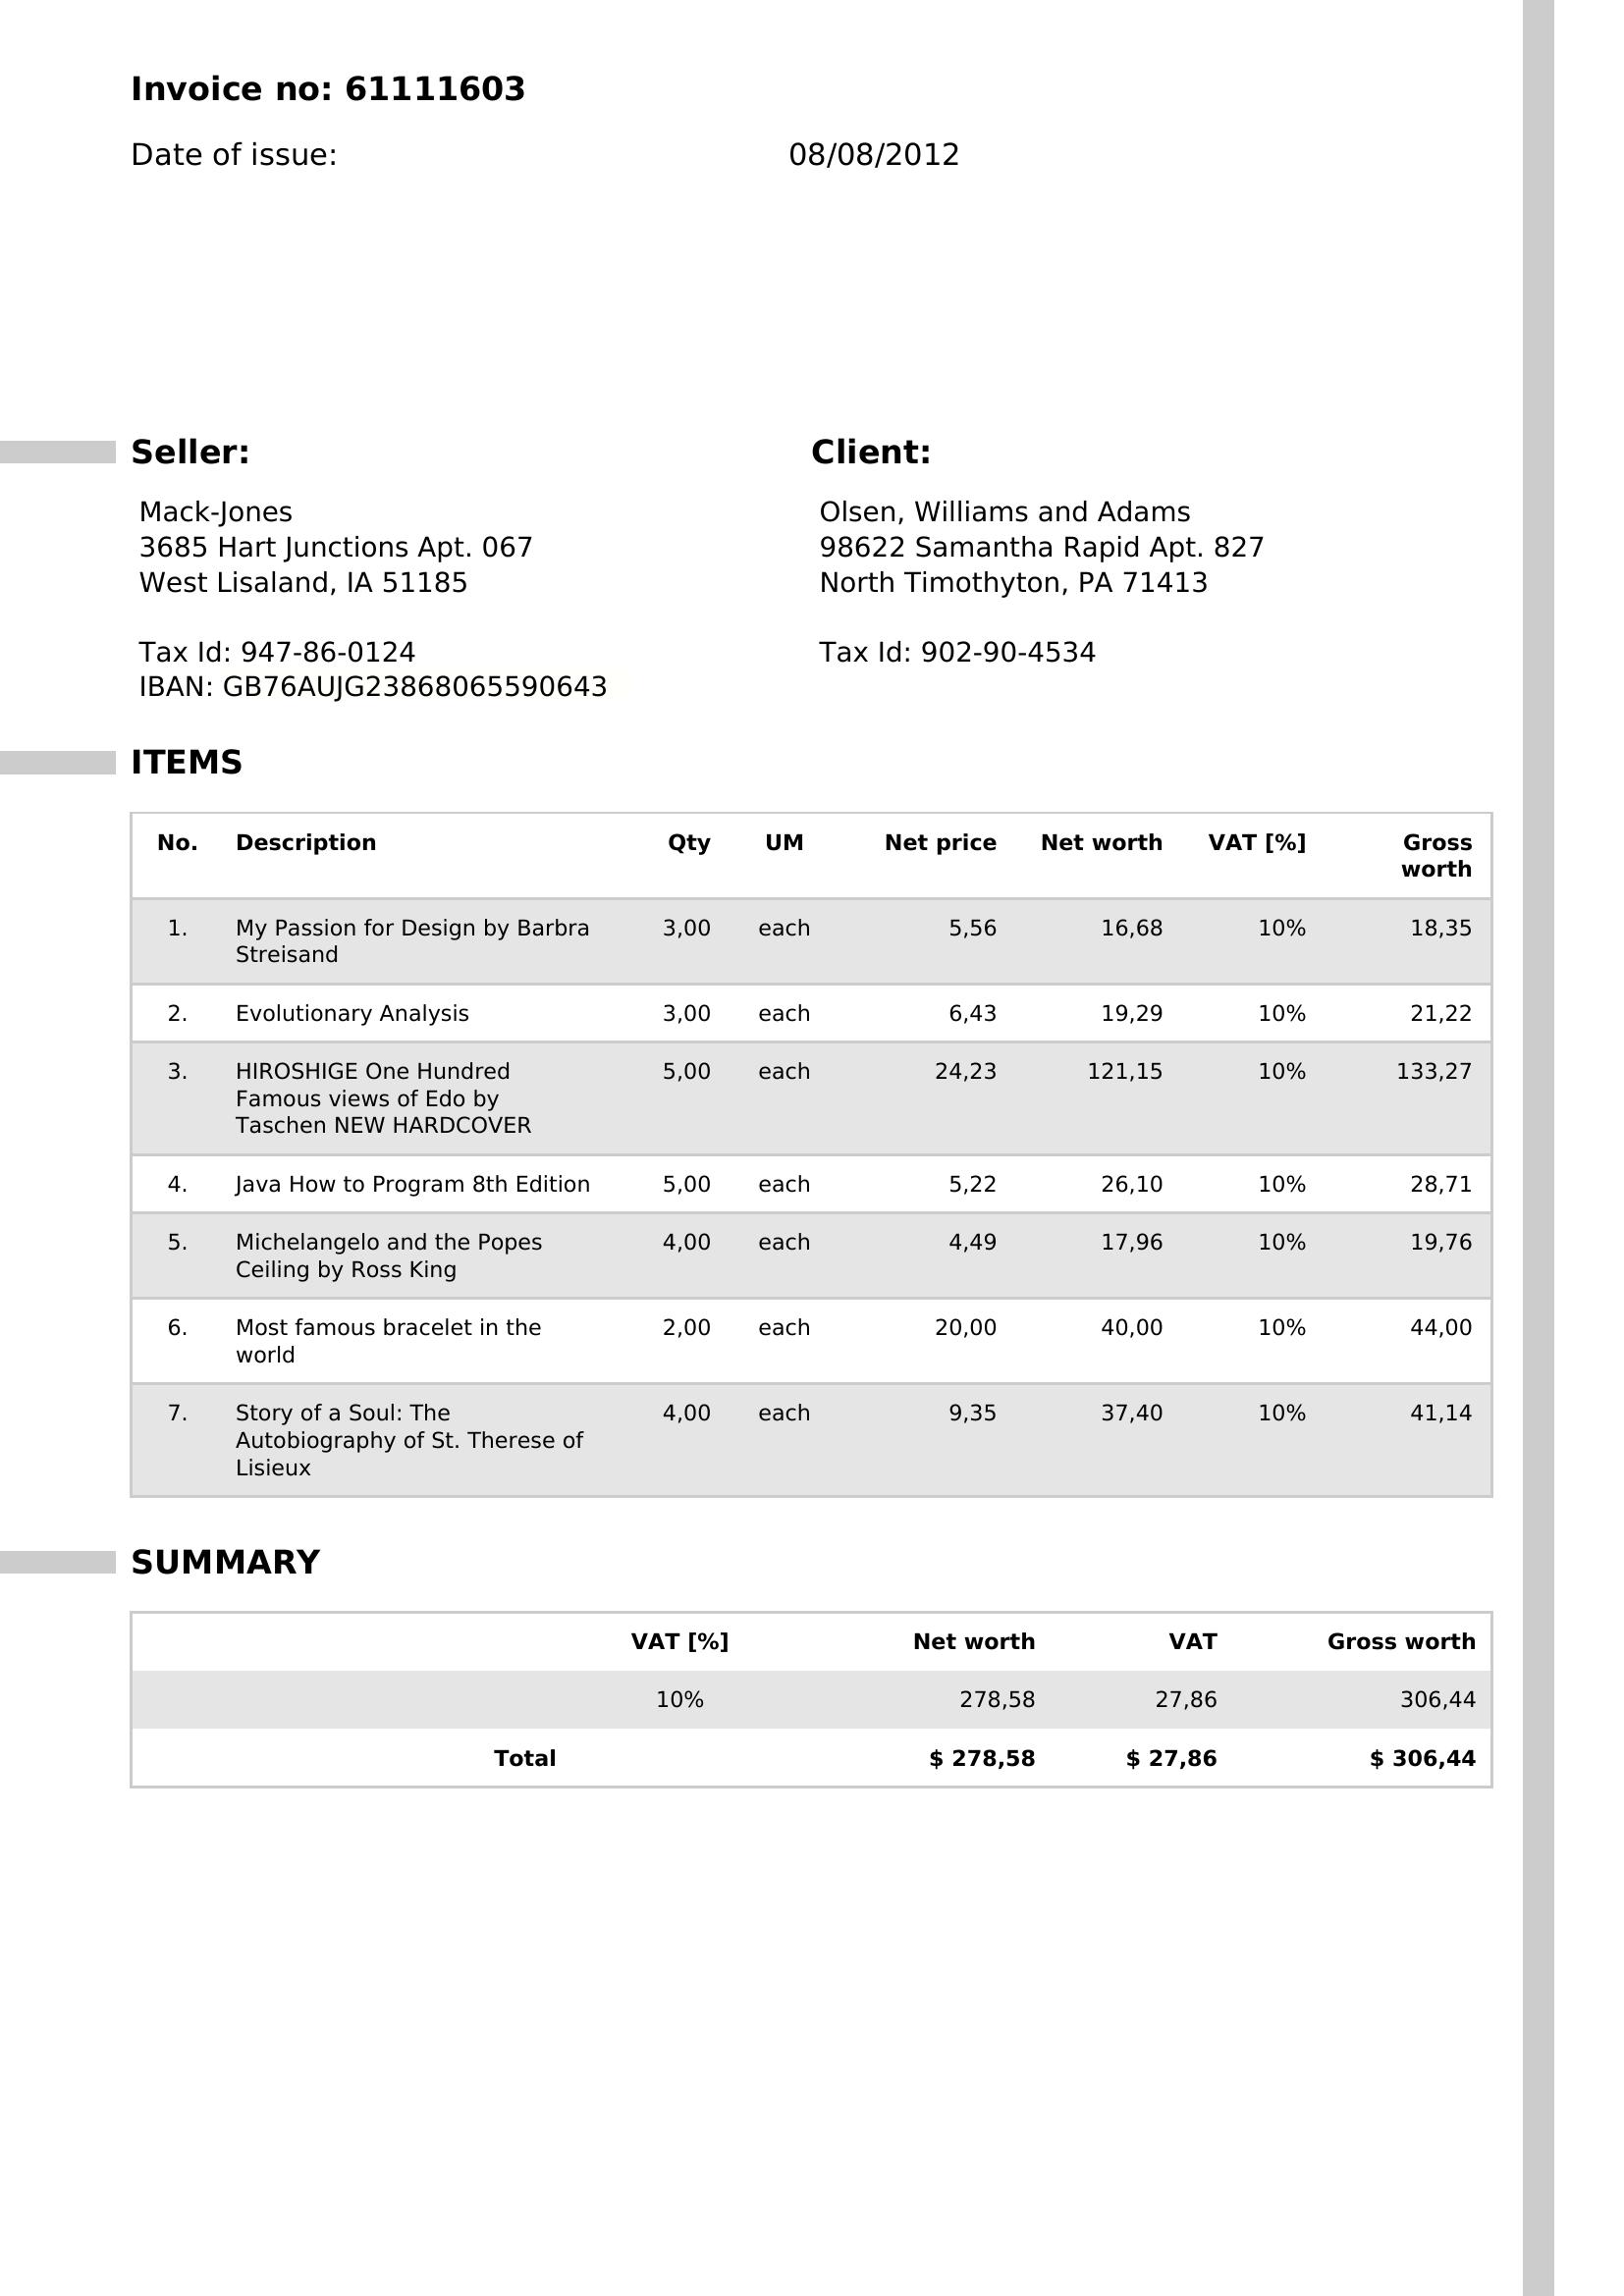 Invoice no: 61111603
Date of issue: 08/08/2012
Seller:
Mack-Jones
3685 Hart Junctions Apt. 067
West Lisaland, IA 51185
Tax Id: 947-86-0124
IBAN: GB76AUJG23868065590643
Client:
Olsen, Williams and Adams
98622 Samantha Rapid Apt. 827
North Timothyton, PA 71413
Tax Id: 902-90-4534
ITEMS
No. Description Qty UM Net price Net worth VAT [%] Gross
worth
1. My Passion for Design by Barbra 3,00 each 5,56 16,68 10% 18,35
Streisand
2. Evolutionary Analysis 3,00 each 6,43 19,29 10% 21,22
3. HIROSHIGE One Hundred 5,00 each 24,23 121,15 10% 133,27
Famous views of Edo by
Taschen NEW HARDCOVER
4. Java How to Program 8th Edition 5,00 each 5,22 26,10 10% 28,71
5. Michelangelo and the Popes 4,00 each 4,49 17,96 10% 19,76
Ceiling by Ross King
6. Most famous bracelet in the 2,00 each 20,00 40,00 10% 44,00
world
7. Story of a Soul: The 4,00 each 9,35 37,40 10% 41,14
Autobiography of St. Therese of
Lisieux
SUMMARY
VAT [%] Net worth VAT Gross worth
10% 278,58 27,86 306,44
Total $ 278,58 $ 27,86 $ 306,44